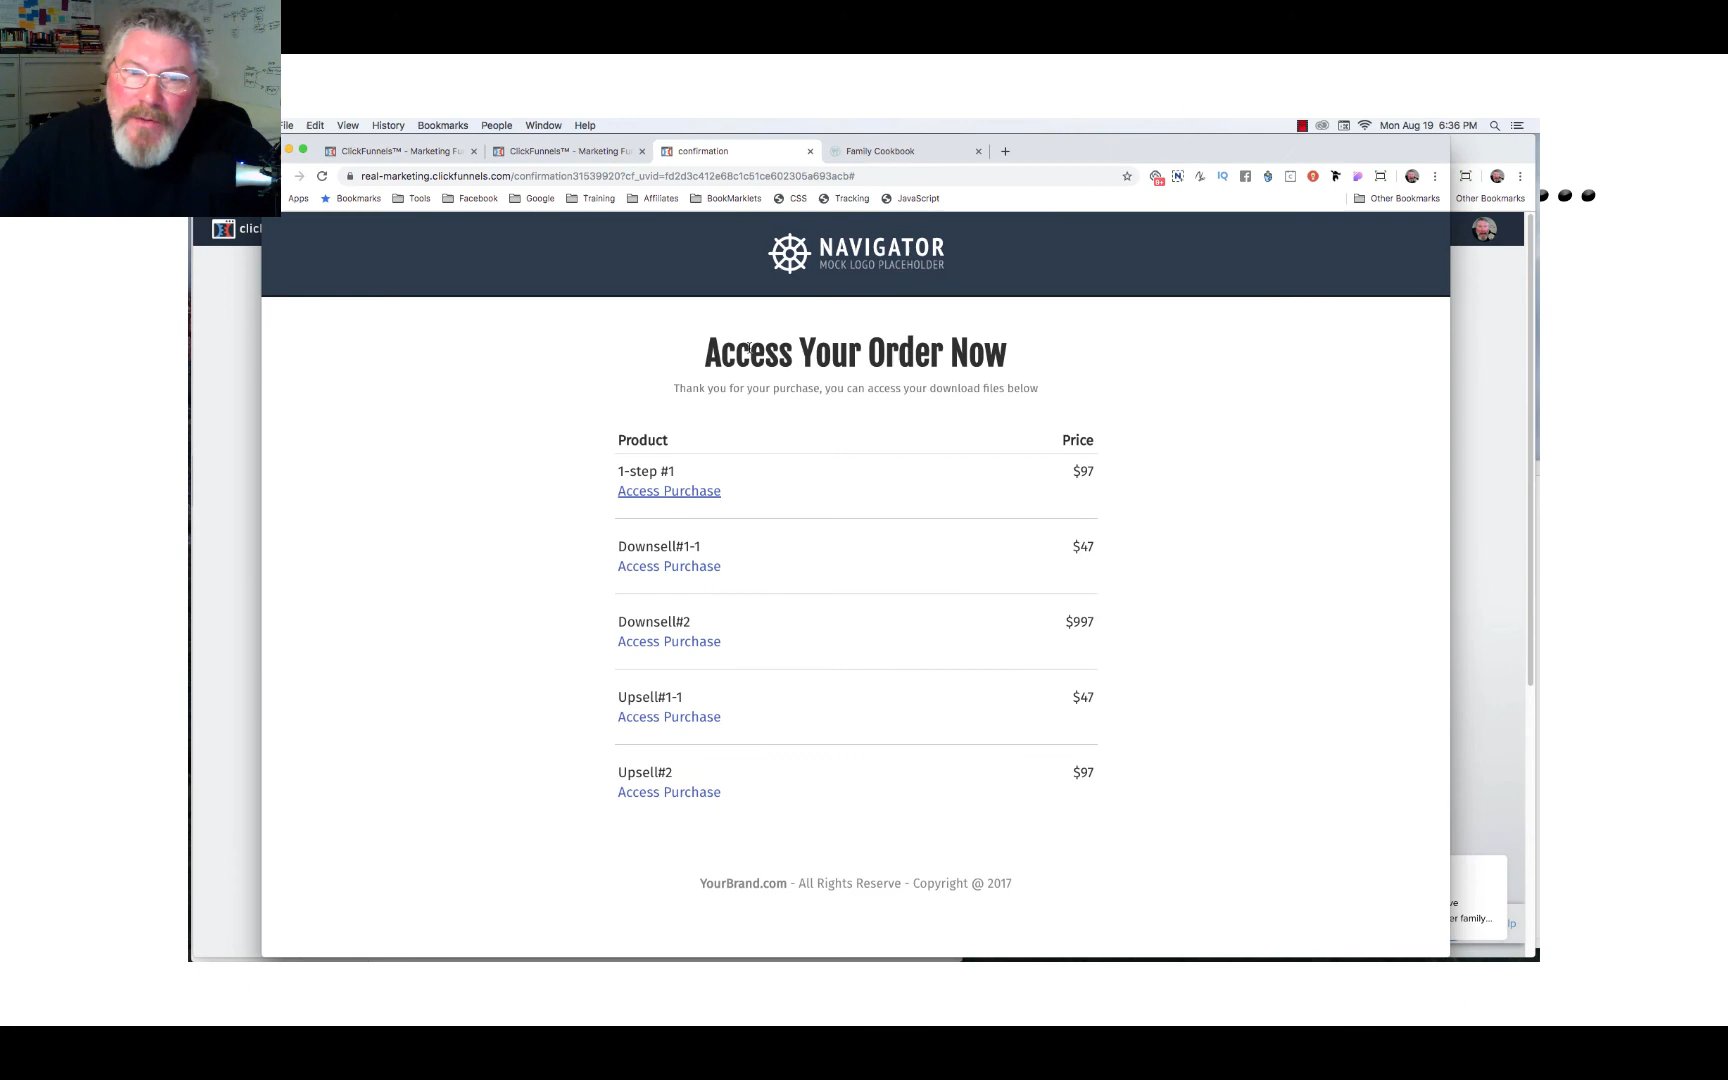 File Edit View History Bookmarks People Window Help Mon Aug 19 6:36 PM
ClickFunnels™ - Marketing Fu ClickFunnels™ - Marketing Fu confirmation Family Cookbook
real-marketing.clickfunnels.com/confirmation31539920?cf_uvid=fd2d3c412e68c1c51ce602305a693acb#
Apps Bookmarks Tools Facebook Google Training Affiliates BookMarklets CSS Tracking JavaScript Other Bookmarks Other Bookmarks
click
NAVIGATOR
MOCK LOGO PLACEHOLDER
Access Your Order Now
Thank you for your purchase, you can access your download files below
Product Price
1-step #1 $97
Access Purchase
Downsell#1-1 $47
Access Purchase
Downsell#2 $997
Access Purchase
Upsell#1-1 $47
Access Purchase
Upsell#2 $97
Access Purchase
YourBrand.com - All Rights Reserve - Copyright @ 2017
ve
er family...
lp